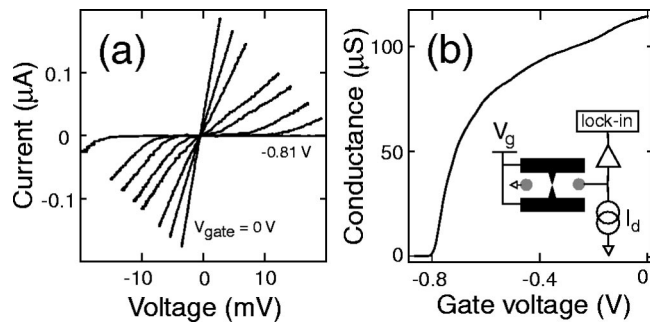 (a)
Current (μA)
0.1
0
-0.1
-0.81 V
Vgate = 0 V
-10
0
10
Voltage (mV)
(b)
Conductance (μS)
100
50
0
Vg
lock-in
Id
-0.8
-0.4
0
Gate voltage (V)